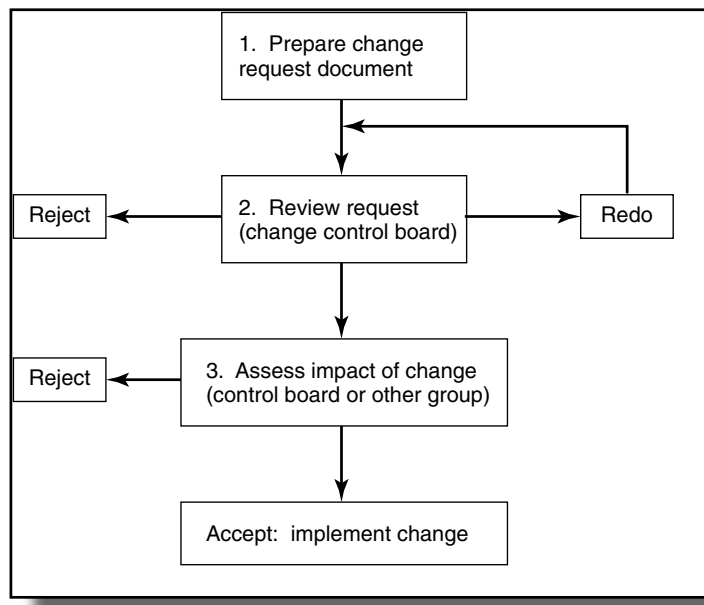 1. Prepare change
request document
Reject
2. Review request
(change control board)
Redo
Reject
3. Assess impact of change
(control board or other group)
Accept: implement change